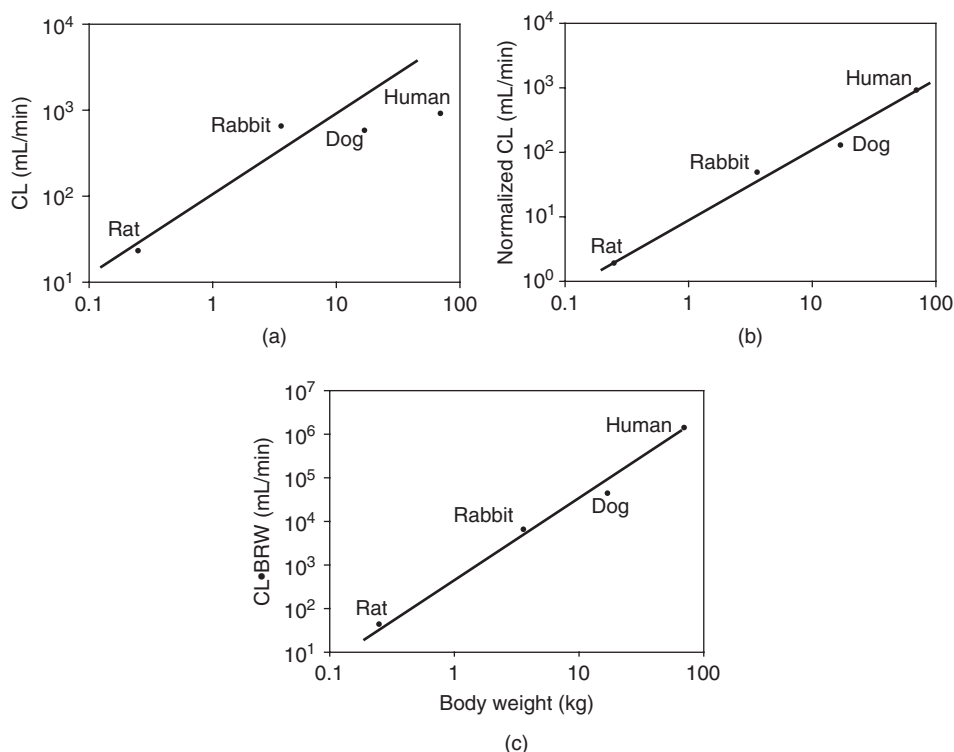 CL (mL/min)
10⁴
10³
10²
10¹
Rat
Rabbit
Dog
Human
0.1 1 10 100
(a)
Normalized CL (mL/min)
10⁴
10³
10²
10¹
10⁰
Rat
Rabbit
Dog
Human
0.1 1 10 100
(b)
CL•BRW (mL/min)
10⁷
10⁶
10⁵
10⁴
10³
10²
10¹
Rat
Rabbit
Dog
Human
0.1 1 10 100
Body weight (kg)
(c)